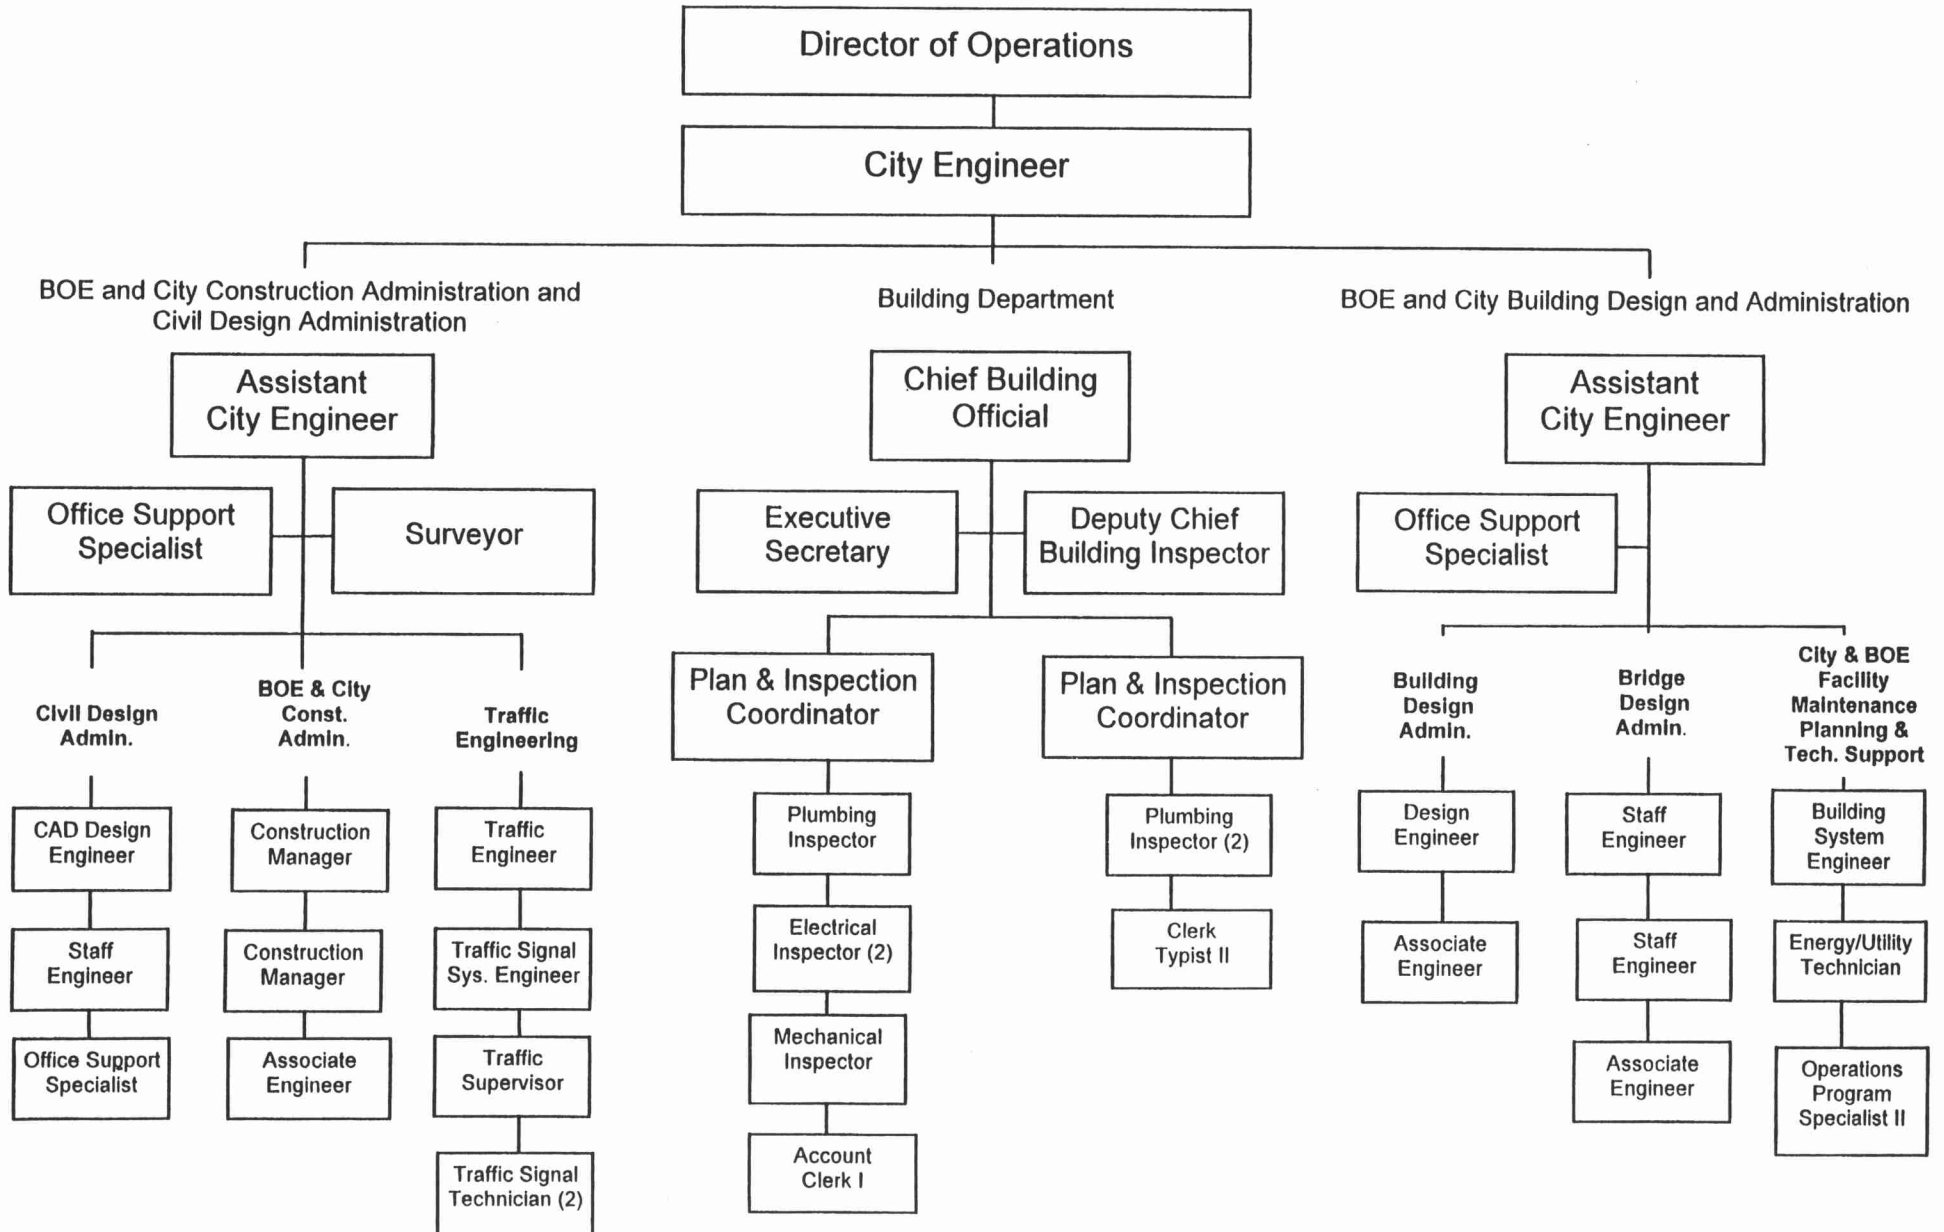 Director of Operations
City Engineer
BOE and City Construction Administration and
Civil Design Administration
Building Department
BOE and City Building Design and Administration
Assistant
City Engineer
Chief Building
Official
Assistant
City Engineer
Office Support
Specialist
Surveyor
Executive
Secretary
Deputy Chief
Building Inspector
Office Support
Specialist
Civil Design
Admin.
BOE & City
Const.
Admin.
Traffic
Engineering
Plan & Inspection
Coordinator
Plan & Inspection
Coordinator
Building
Design
Admin.
Bridge
Design
Admin.
City & BOE
Facility
Maintenance
Planning &
Tech. Support
CAD Design
Engineer
Staff
Engineer
Office Support
Specialist
Construction
Manager
Construction
Manager
Associate
Engineer
Traffic
Engineer
Traffic Signal
Sys. Engineer
Traffic
Supervisor
Traffic Signal
Technician (2)
Plumbing
Inspector
Electrical
Inspector (2)
Mechanical
Inspector
Account
Clerk I
Plumbing
Inspector (2)
Clerk
Typist II
Design
Engineer
Associate
Engineer
Staff
Engineer
Staff
Engineer
Associate
Engineer
Building
System
Engineer
Energy/Utility
Technician
Operations
Program
Specialist II